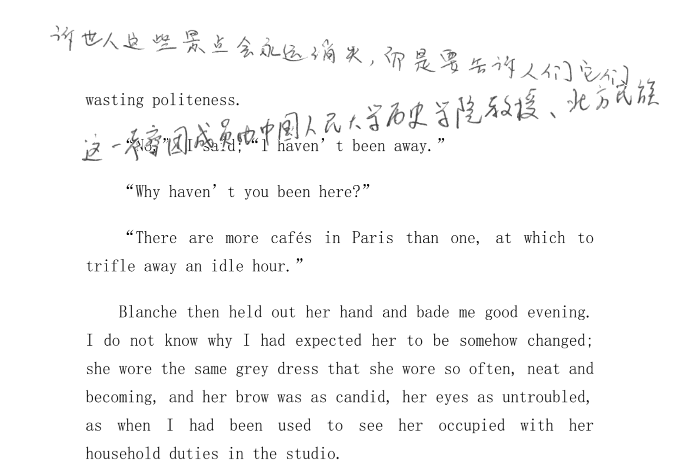 许世人这些景点会永远消失，而是要告许人们它们
wasting politeness.
这一不育团成员由中国人民大学历史学院教授、北方民族
“No,” I said; “I haven’t been away.”
“Why haven’t you been here?”
“There are more cafés in Paris than one, at which to
trifle away an idle hour.”
Blanche then held out her hand and bade me good evening.
I do not know why I had expected her to be somehow changed;
she wore the same grey dress that she wore so often, neat and
becoming, and her brow was as candid, her eyes as untroubled,
as when I had been used to see her occupied with her
household duties in the studio.